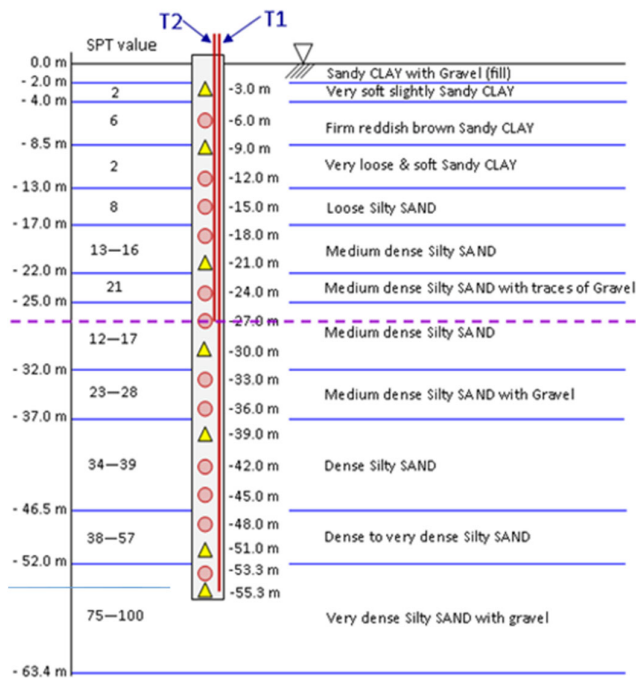 T2 T1
SPT value
0.0 m
Sandy CLAY with Gravel (fill)
- 2.0 m
2 -3.0 m Very soft slightly Sandy CLAY
- 4.0 m
6 -6.0 m Firm reddish brown Sandy CLAY
- 8.5 m -9.0 m
2 Very loose & soft Sandy CLAY
-12.0 m
- 13.0 m
8 -15.0 m Loose Silty SAND
- 17.0 m
-18.0 m
13—16 -21.0 m Medium dense Silty SAND
- 22.0 m
21 -24.0 m Medium dense Silty SAND with traces of Gravel
- 25.0 m
-27.0 m
12—17 Medium dense Silty SAND
-30.0 m
- 32.0 m
-33.0 m
23—28 Medium dense Silty SAND with Gravel
-36.0 m
- 37.0 m
-39.0 m
34—39 -42.0 m Dense Silty SAND
-45.0 m
- 46.5 m
-48.0 m
38—57 Dense to very dense Silty SAND
-51.0 m
- 52.0 m
-53.3 m
-55.3 m
75—100 Very dense Silty SAND with gravel
- 63.4 m